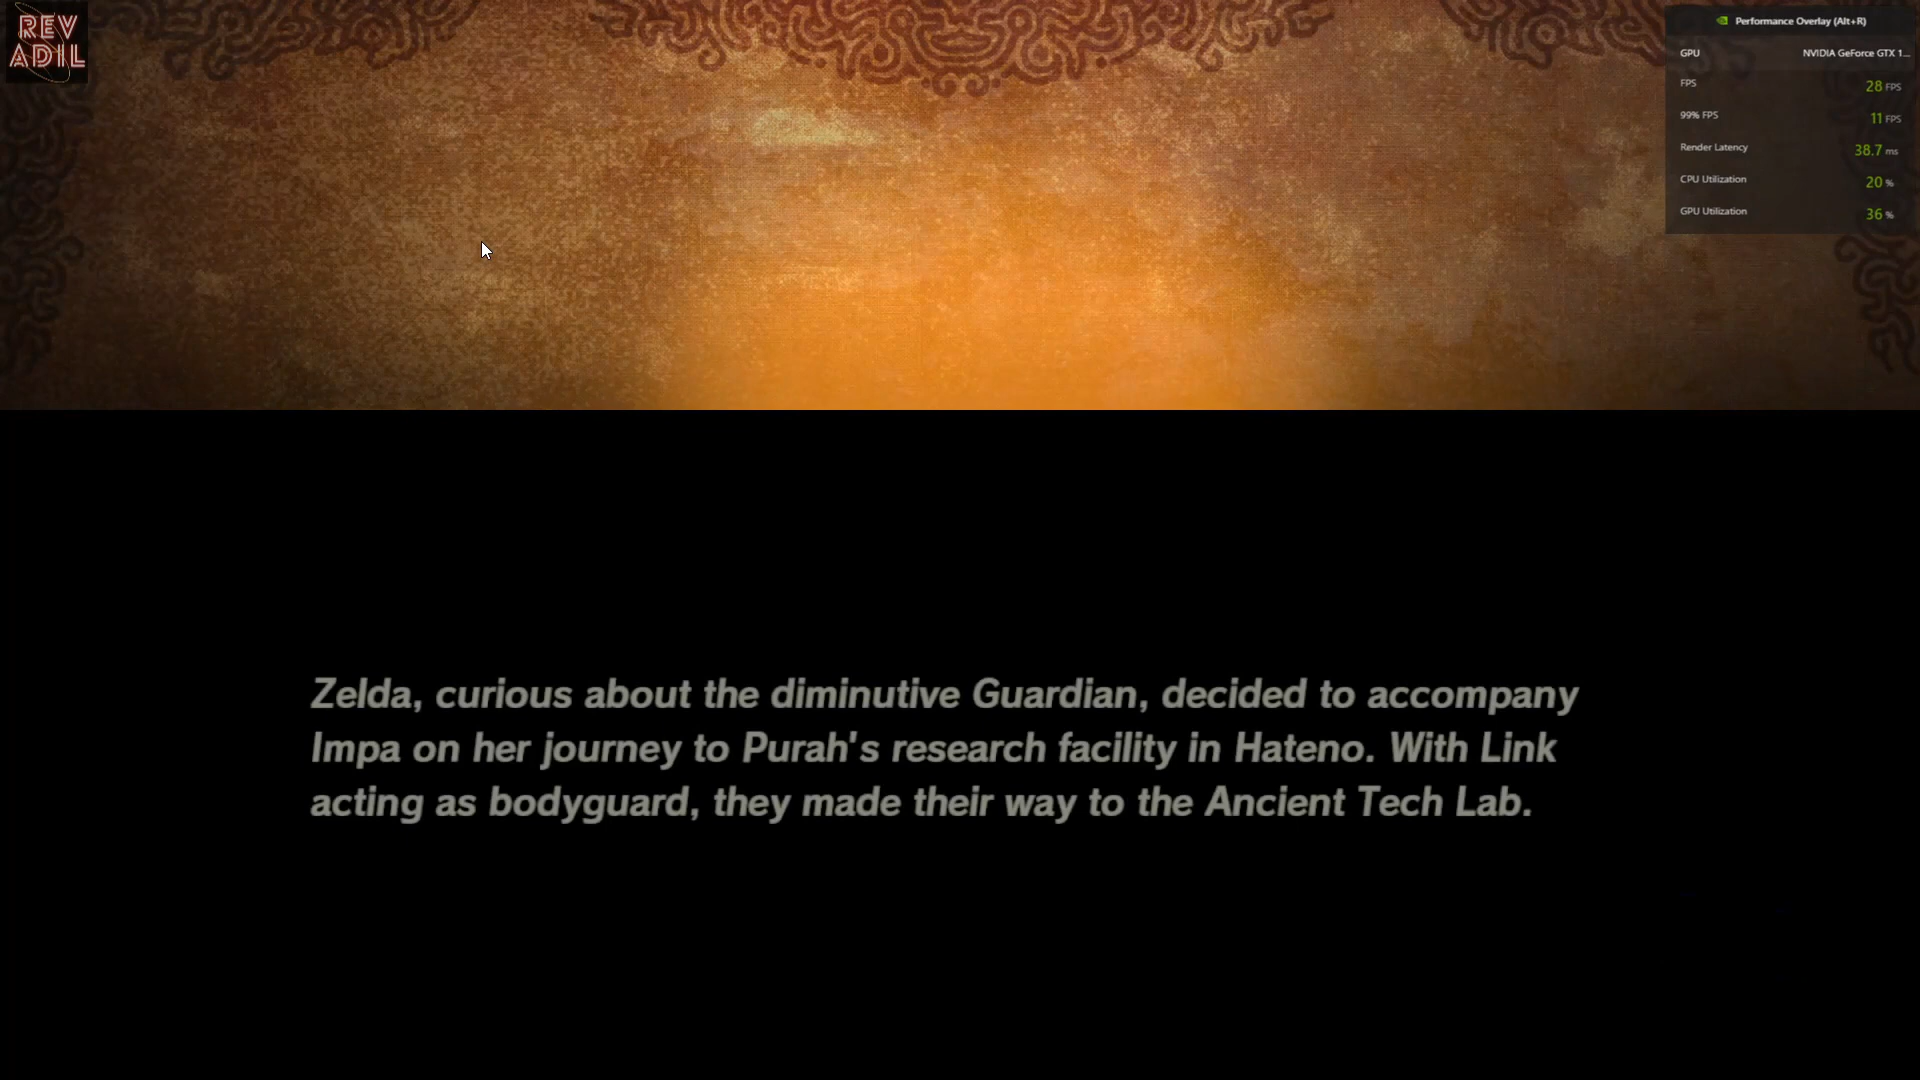 REV
ADIL
Performance Overlay (Alt+R)
GPU NVIDIA GeForce GTX 1...
FPS 28 FPS
99% FPS 11 FPS
Render Latency 38.7 ms
CPU Utilization 20 %
GPU Utilization 36 %
Zelda, curious about the diminutive Guardian, decided to accompany
Impa on her journey to Purah's research facility in Hateno. With Link
acting as bodyguard, they made their way to the Ancient Tech Lab.